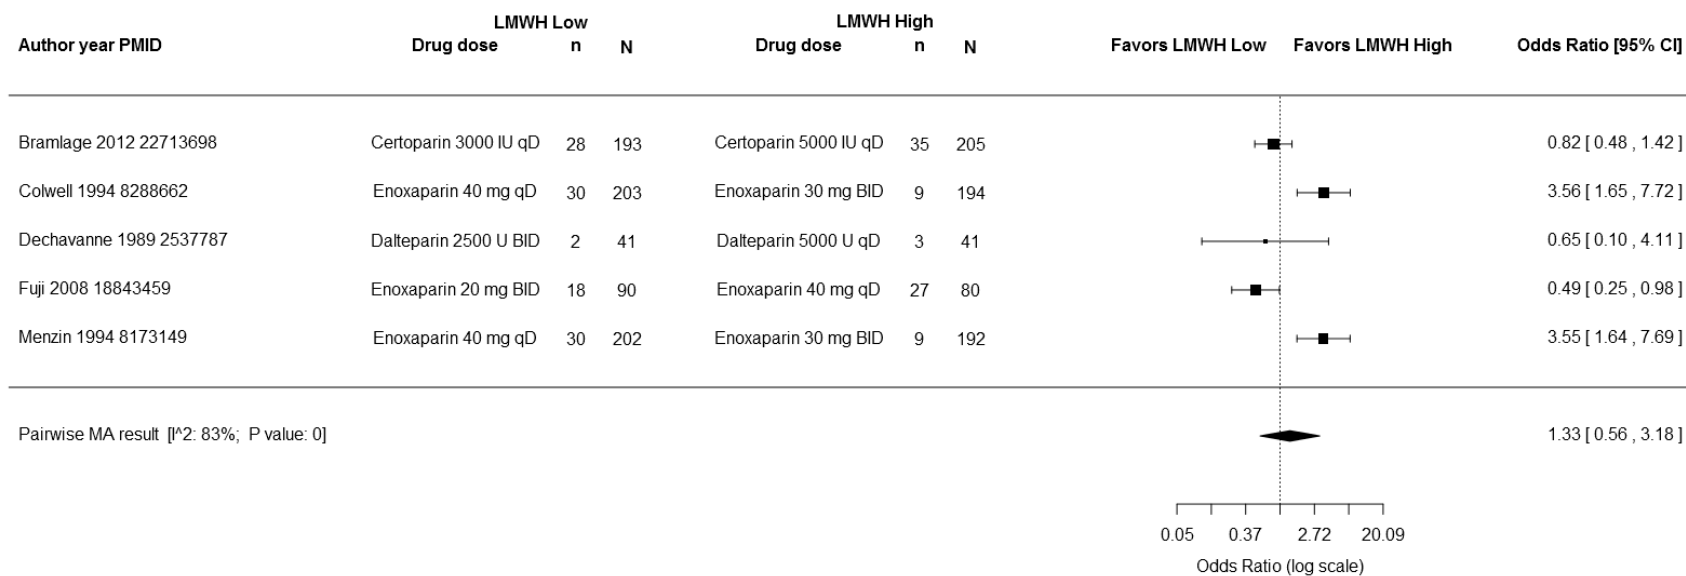 LMWH Low LMWH High
Author year PMID Drug dose n N Drug dose n N Favors LMWH Low Favors LMWH High Odds Ratio [95% CI]
Bramlage 2012 22713698 Certoparin 3000 IU qD 28 193 Certoparin 5000 IU qD 35 205 0.82 [ 0.48 , 1.42 ]
Colwell 1994 8288662 Enoxaparin 40 mg qD 30 203 Enoxaparin 30 mg BID 9 194 3.56 [ 1.65 , 7.72 ]
Dechavanne 1989 2537787 Dalteparin 2500 U BID 2 41 Dalteparin 5000 U qD 3 41 0.65 [ 0.10 , 4.11 ]
Fuji 2008 18843459 Enoxaparin 20 mg BID 18 90 Enoxaparin 40 mg qD 27 80 0.49 [ 0.25 , 0.98 ]
Menzin 1994 8173149 Enoxaparin 40 mg qD 30 202 Enoxaparin 30 mg BID 9 192 3.55 [ 1.64 , 7.69 ]
Pairwise MA result [I^2: 83%; P value: 0] 1.33 [ 0.56 , 3.18 ]
0.05 0.37 2.72 20.09
Odds Ratio (log scale)